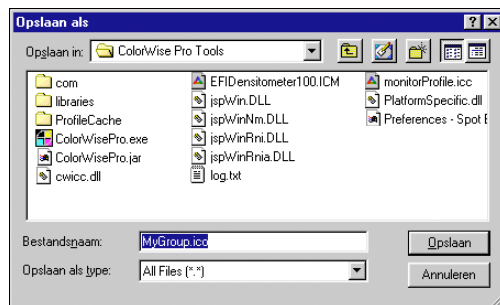 Opslaan als
Opslaan in: ColorWise Pro Tools
com
libraries
ProfileCache
ColorWisePro.exe
ColorWisePro.jar
cwicc.dll
EFIDensitometer100.ICM
jspWin.DLL
jspWinNm.DLL
jspWinRni.DLL
jspWinRnia.DLL
log.txt
monitorProfile.icc
PlatformSpecific.dll
Preferences - Spot E
Bestandsnaam: MyGroup.ico
Opslaan
Opslaan als type: All Files (*.*)
Annuleren